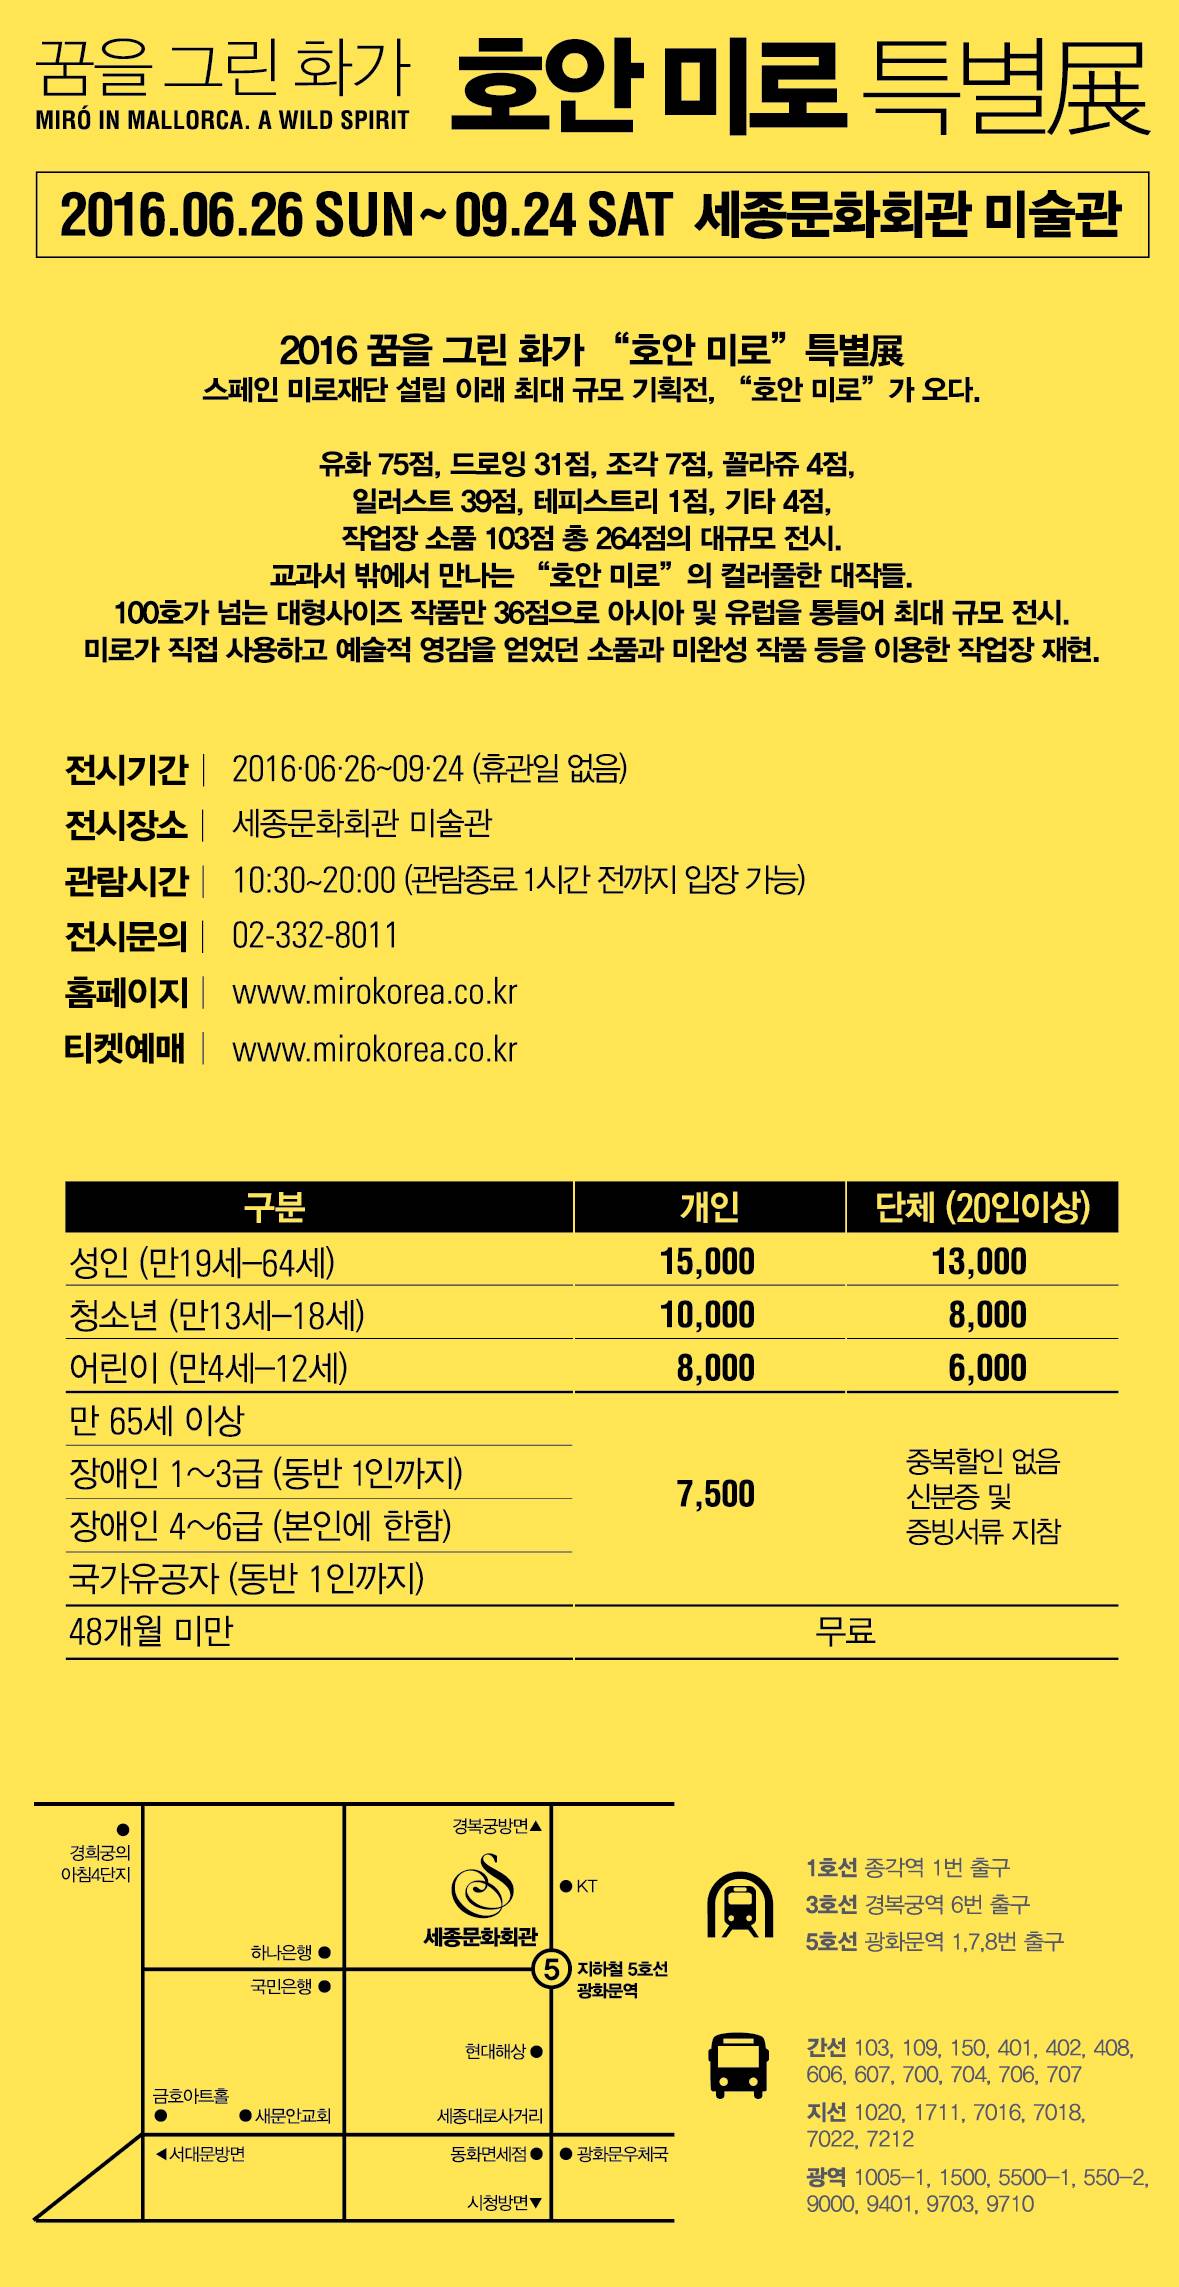 꿈을 그린 화가 호안 미로 특별展
MIRÓ IN MALLORCA. A WILD SPIRIT
2016.06.26 SUN~09.24 SAT 세종문화회관 미술관
2016 꿈을 그린 화가 “호안 미로” 특별展
스페인 미로재단 설립 이래 최대 규모 기획전, “호안 미로”가 오다.
유화 75점, 드로잉 31점, 조각 7점, 꼴라쥬 4점,
일러스트 39점, 테피스트리 1점, 기타 4점,
작업장 소품 103점 총 264점의 대규모 전시.
교과서 밖에서 만나는 “호안 미로”의 컬러풀한 대작들.
100호가 넘는 대형사이즈 작품만 36점으로 아시아 및 유럽을 통틀어 최대 규모 전시.
미로가 직접 사용하고 예술적 영감을 얻었던 소품과 미완성 작품 등을 이용한 작업장 재현.
전시기간 | 2016·06·26~09·24 (휴관일 없음)
전시장소 | 세종문화회관 미술관
관람시간 | 10:30~20:00 (관람종료 1시간 전까지 입장 가능)
전시문의 | 02-332-8011
홈페이지 | www.mirokorea.co.kr
티켓예매 | www.mirokorea.co.kr
구분 개인 단체 (20인이상)
성인 (만19세–64세) 15,000 13,000
청소년 (만13세–18세) 10,000 8,000
어린이 (만4세–12세) 8,000 6,000
만 65세 이상
장애인 1~3급 (동반 1인까지)
장애인 4~6급 (본인에 한함)
국가유공자 (동반 1인까지)
7,500
중복할인 없음
신분증 및
증빙서류 지참
48개월 미만 무료
경희궁의
아침4단지
경복궁방면▲
세종문화회관
KT
하나은행
국민은행
5 지하철 5호선
광화문역
현대해상
금호아트홀
새문안교회
세종대로사거리
◀서대문방면
동화면세점
광화문우체국
시청방면▼
1호선 종각역 1번 출구
3호선 경복궁역 6번 출구
5호선 광화문역 1,7,8번 출구
간선 103, 109, 150, 401, 402, 408,
606, 607, 700, 704, 706, 707
지선 1020, 1711, 7016, 7018,
7022, 7212
광역 1005–1, 1500, 5500–1, 550–2,
9000, 9401, 9703, 9710